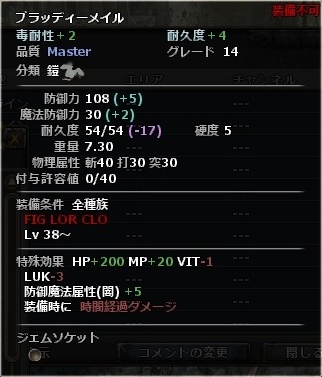 装備不可
ブラッディーメイル
毒耐性+2 耐久度+4
品質 Master グレード 14
分類 鎧
エリア チャンネル
防御力 108 (+5)
魔法防御力 30 (+2)
耐久度 54/54 (-17) 硬度 5
重量 7.30
物理属性 斬40 打30 突30
付与許容値 0/40
装備条件 全種族
FIG LOR CLO
Lv 38～
特殊効果 HP+200 MP+20 VIT-1
LUK-3
防御魔法属性(闇) +5
装備時に 時間経過ダメージ
ジェムソケット
示 コメントの変更 閉じる